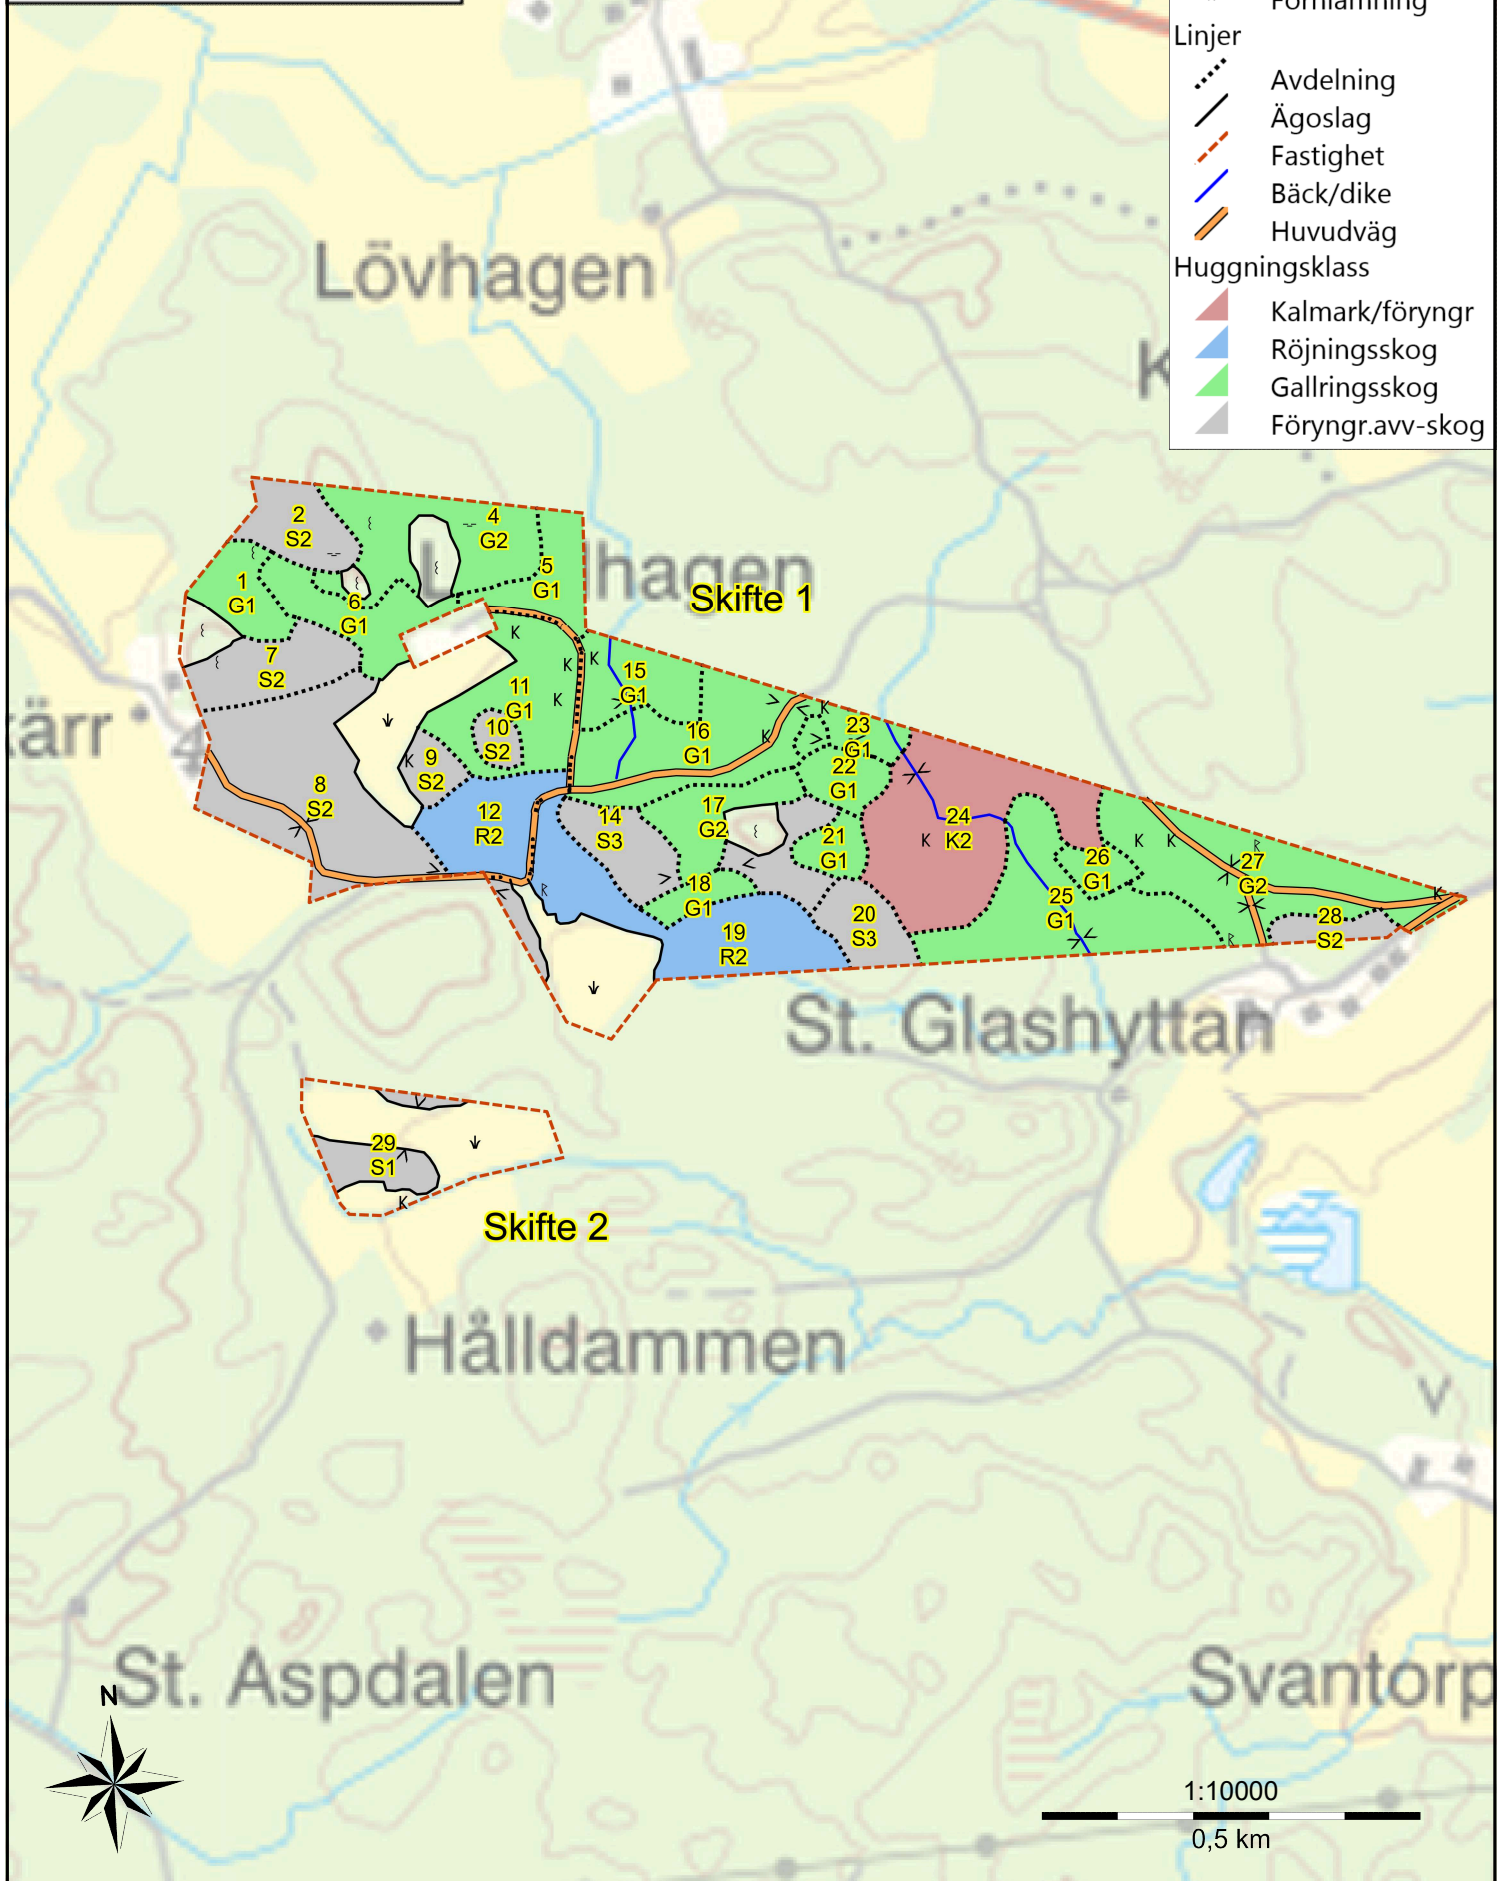 Fornlämning
Linjer
Avdelning
Ägoslag
Fastighet
Bäck/dike
Huvudväg
Huggningsklass
Kalmark/föryngr
Röjningsskog
Gallringsskog
Föryngr.avv-skog
Lövhagen
K
hagen
Skifte 1
2
S2
4
G2
5
G1
1
G1
6
G1
7
S2
11
G1
10
S2
9
S2
8
S2
12
R2
15
G1
16
G1
23
G1
22
G1
17
G2
14
S3
21
G1
18
G1
19
R2
20
S3
24
K2
25
G1
26
G1
27
G2
28
S2
kärr
St. Glashyttan
29
S1
Skifte 2
Hålldammen
V
St. Aspdalen
Svantorp
N
1:10000
0,5 km